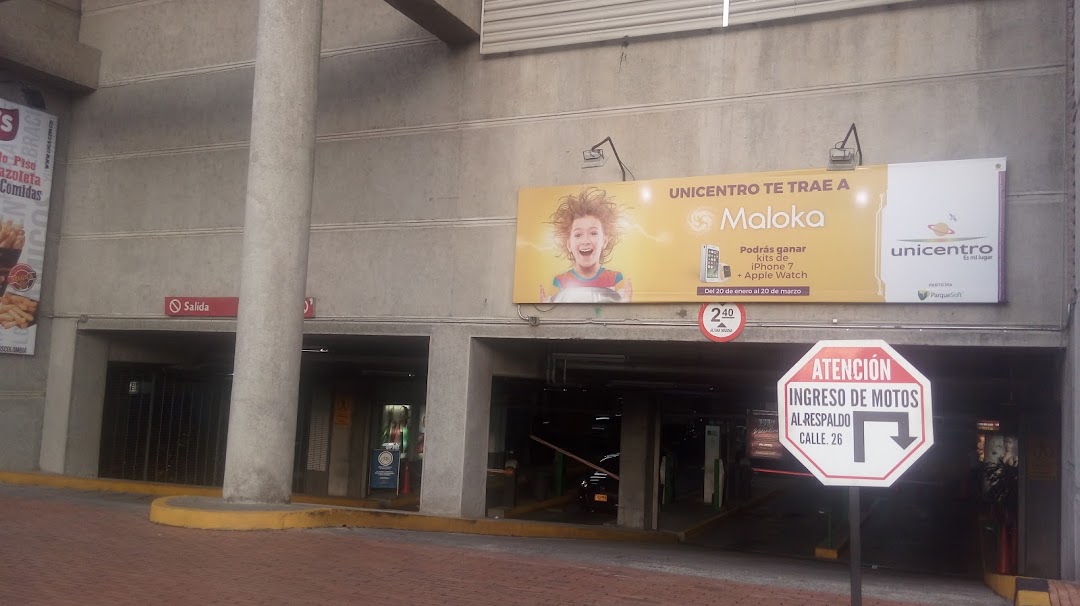 S
Piso
azoleta
Comidas
Salida
UNICENTRO TE TRAE A
Maloka
Podrás ganar
kits de
iPhone 7
+ Apple Watch
Del 20 de enero al 20 de marzo
unicentro
Es mi lugar
ParqueSoft
2.40
ATENCIÓN
INGRESO DE MOTOS
AL-RESPALDO
CALLE. 26